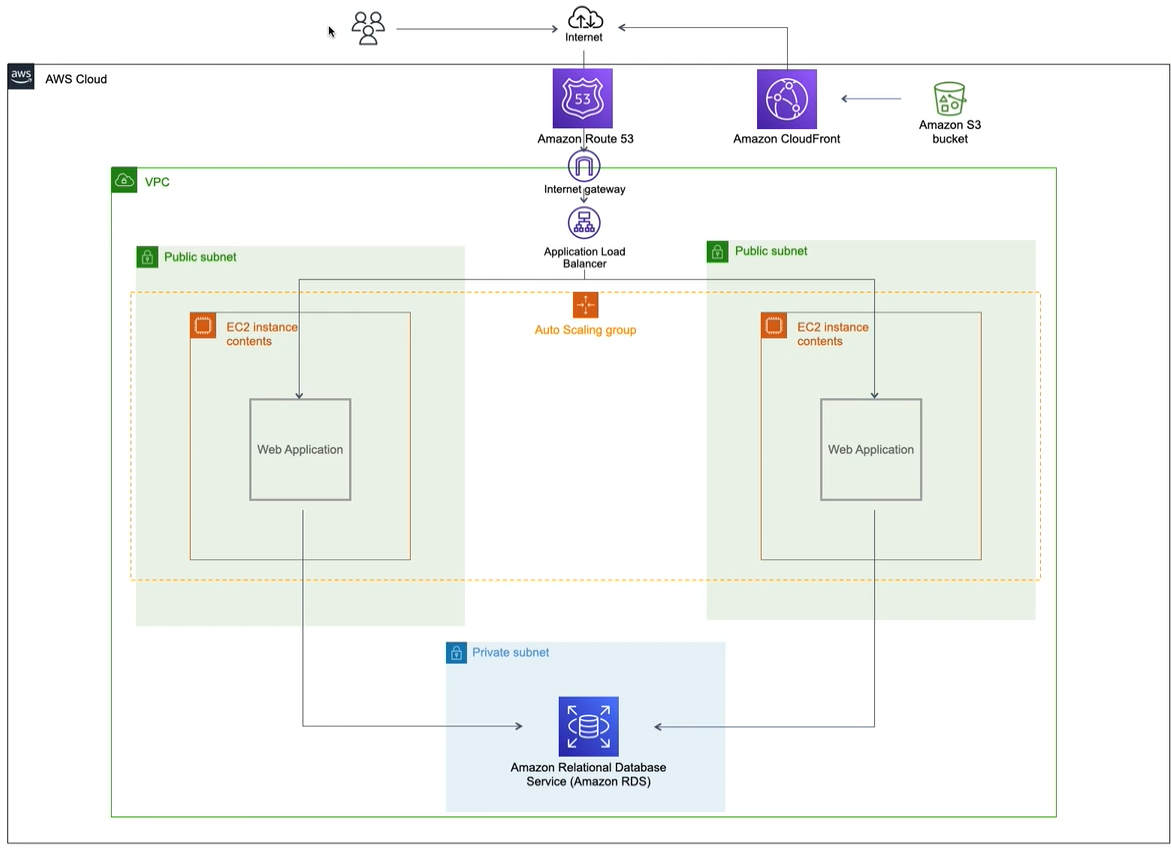 Internet
aws
AWS Cloud
53
Amazon Route 53
Amazon CloudFront
Amazon S3
bucket
VPC
Internet gateway
Application Load
Balancer
Public subnet
Public subnet
Auto Scaling group
EC2 instance
contents
EC2 instance
contents
Web Application
Web Application
Private subnet
Amazon Relational Database
Service (Amazon RDS)